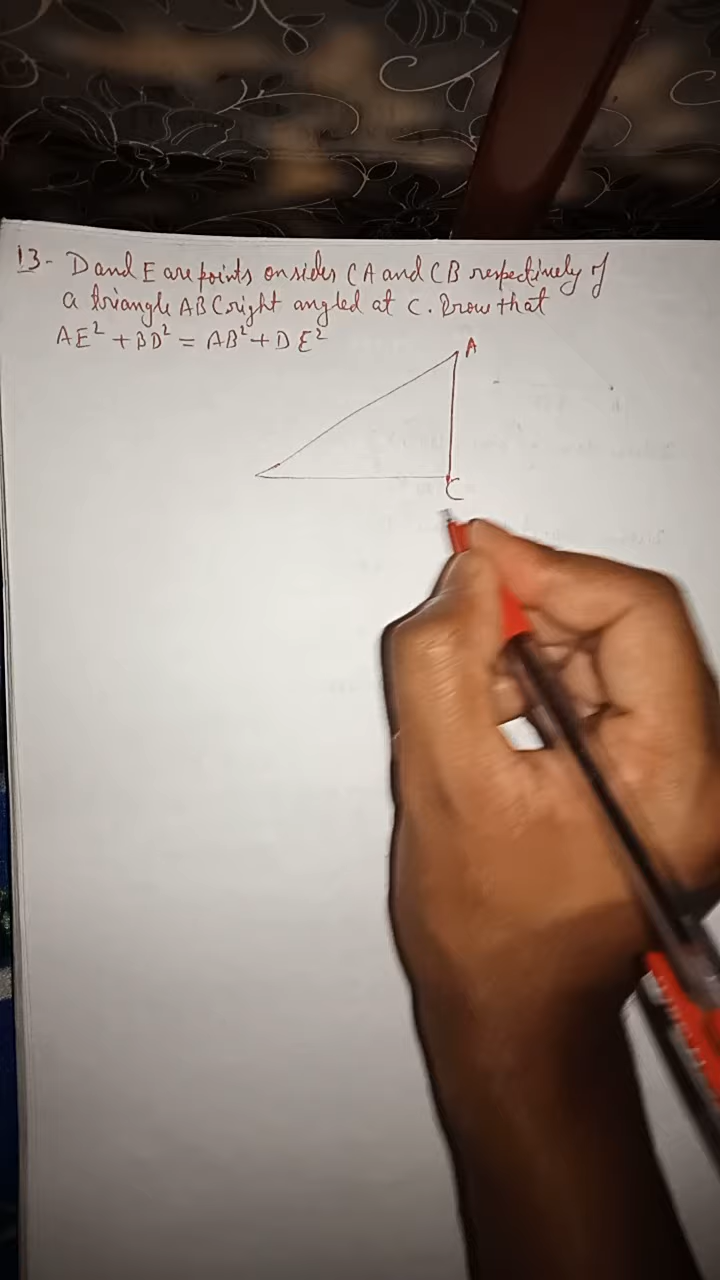 13- D and E are points on sides CA and CB respectively of
a triangle ABC right angled at C. Prove that
AE² + BD² = AB² + DE²
A
C